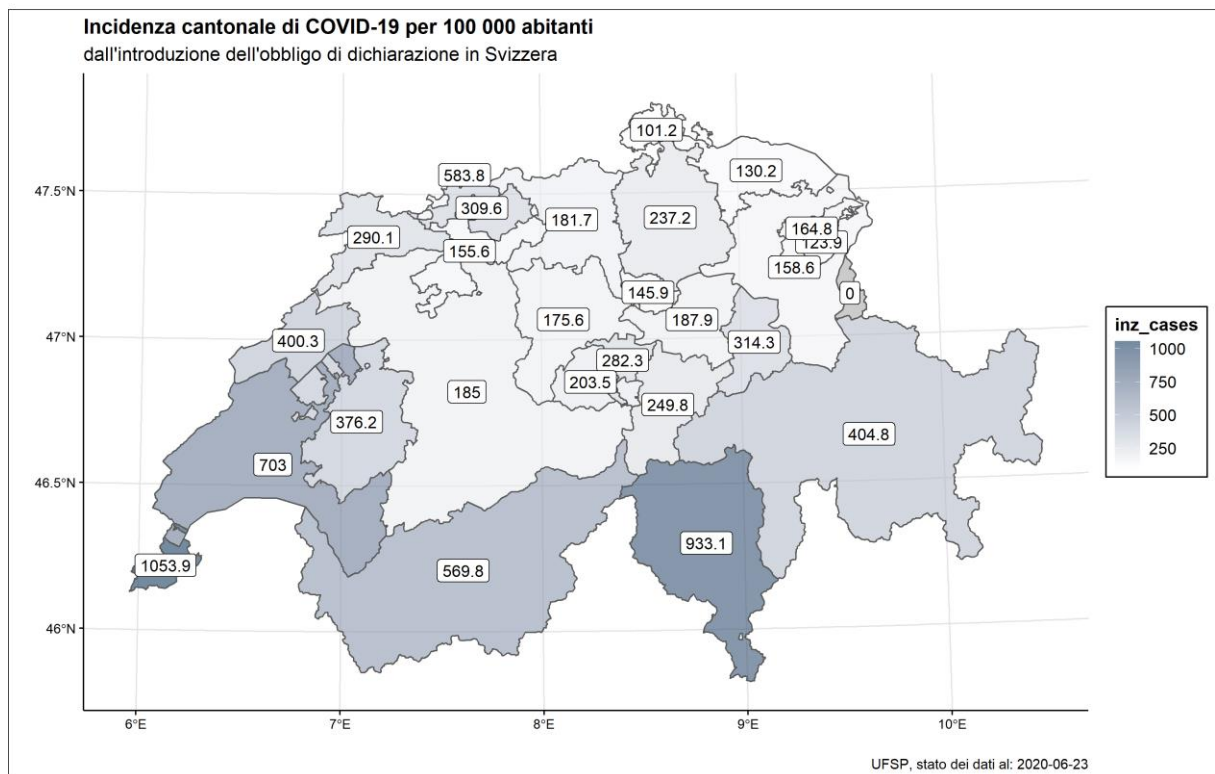 Incidenza cantonale di COVID-19 per 100 000 abitanti
dall'introduzione dell'obbligo di dichiarazione in Svizzera
101.2
130.2
583.8
309.6
181.7
237.2
164.8
123.9
290.1
155.6
158.6
145.9
0
175.6
187.9
400.3
282.3
314.3
203.5
185
249.8
376.2
404.8
703
933.1
1053.9
569.8
47.5°N
47°N
46.5°N
46°N
6°E
7°E
8°E
9°E
10°E
inz_cases
1000
750
500
250
UFSP, stato dei dati al: 2020-06-23